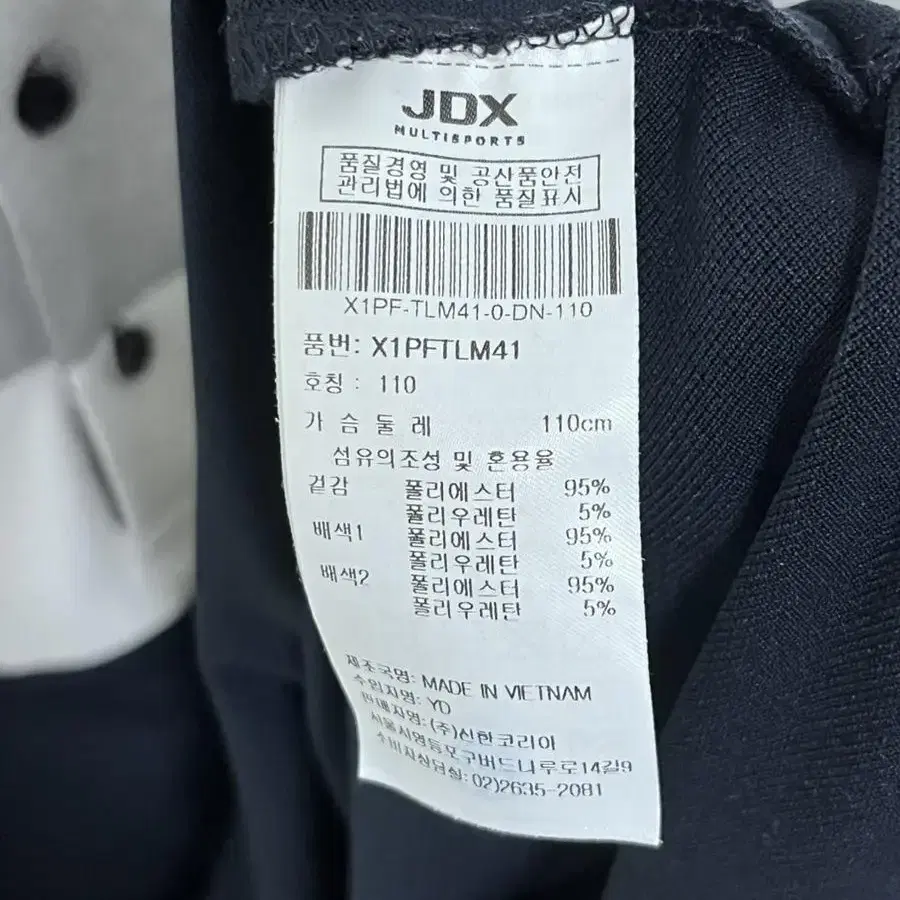 JDX
MULTISPORTS
품질경영 및 공산품안전
관리법에 의한 품질표시
X1PF-TLM41-0-DN-110
품번: X1PFTLM41
호칭 : 110
가 슴 둘 레 110cm
섬유의조성 및 혼용율
겉감 폴리에스터 95%
폴리우레탄 5%
배색1 폴리에스터 95%
폴리우레탄 5%
배색2 폴리에스터 95%
폴리우레탄 5%
제조국명: MADE IN VIETNAM
수입자명: YD
판매자명: (주)신한코리아
서울시영등포구버드나루로14길9
소비자상담실: 02)2635-2081